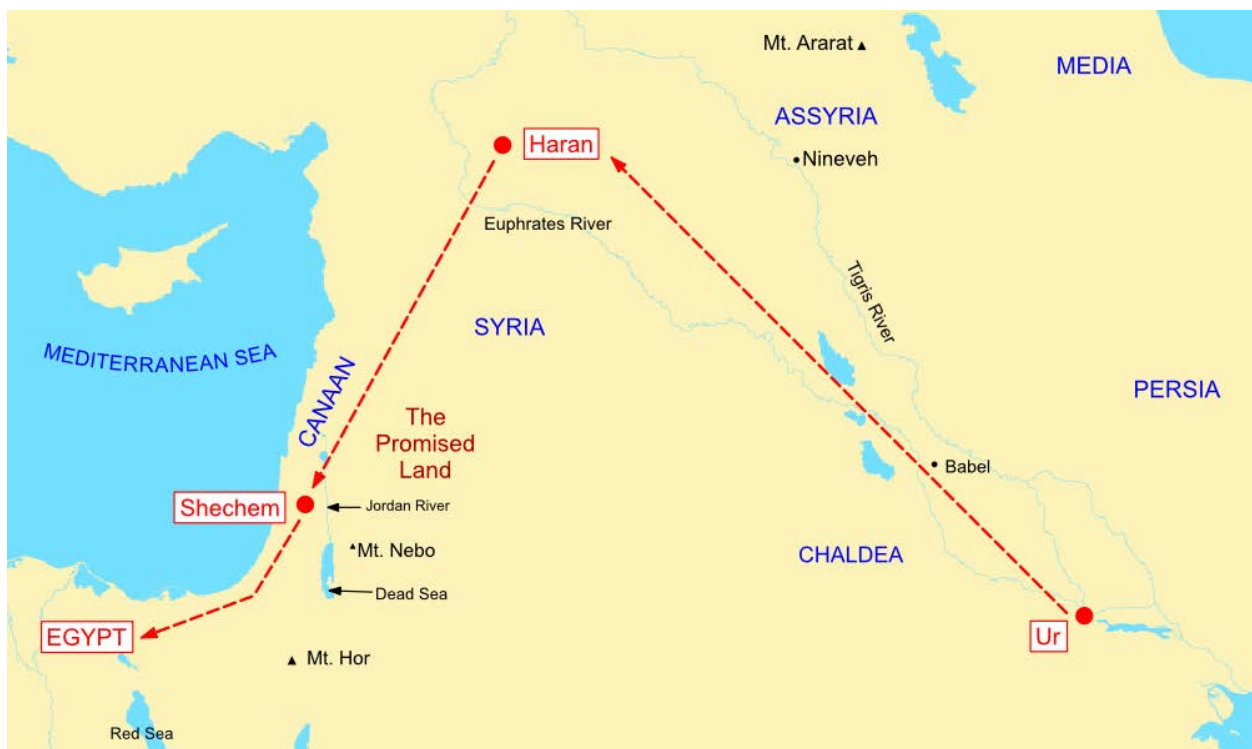 Mt. Ararat
MEDIA
ASSYRIA
Haran
Nineveh
Euphrates River
Tigris River
SYRIA
MEDITERRANEAN SEA
CANAAN
PERSIA
The
Promised
Land
Babel
Shechem
Jordan River
Mt. Nebo
CHALDEA
Dead Sea
EGYPT
Ur
Mt. Hor
Red Sea